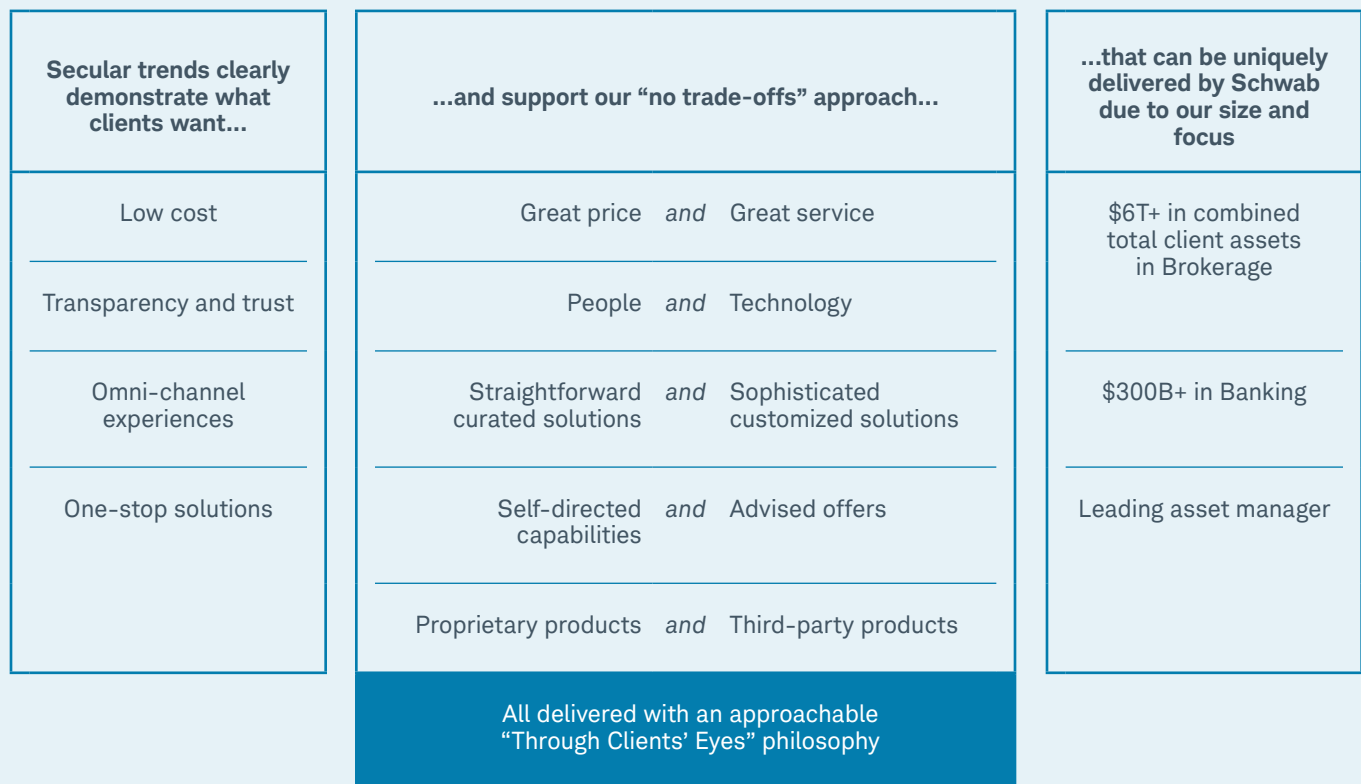 Secular trends clearly
demonstrate what
clients want...
Low cost
Transparency and trust
Omni-channel
experiences
One-stop solutions
...and support our “no trade-offs” approach...
Great price and Great service
People and Technology
Straightforward and Sophisticated
curated solutions customized solutions
Self-directed and Advised offers
capabilities
Proprietary products and Third-party products
All delivered with an approachable
“Through Clients’ Eyes” philosophy
...that can be uniquely
delivered by Schwab
due to our size and
focus
$6T+ in combined
total client assets
in Brokerage
$300B+ in Banking
Leading asset manager